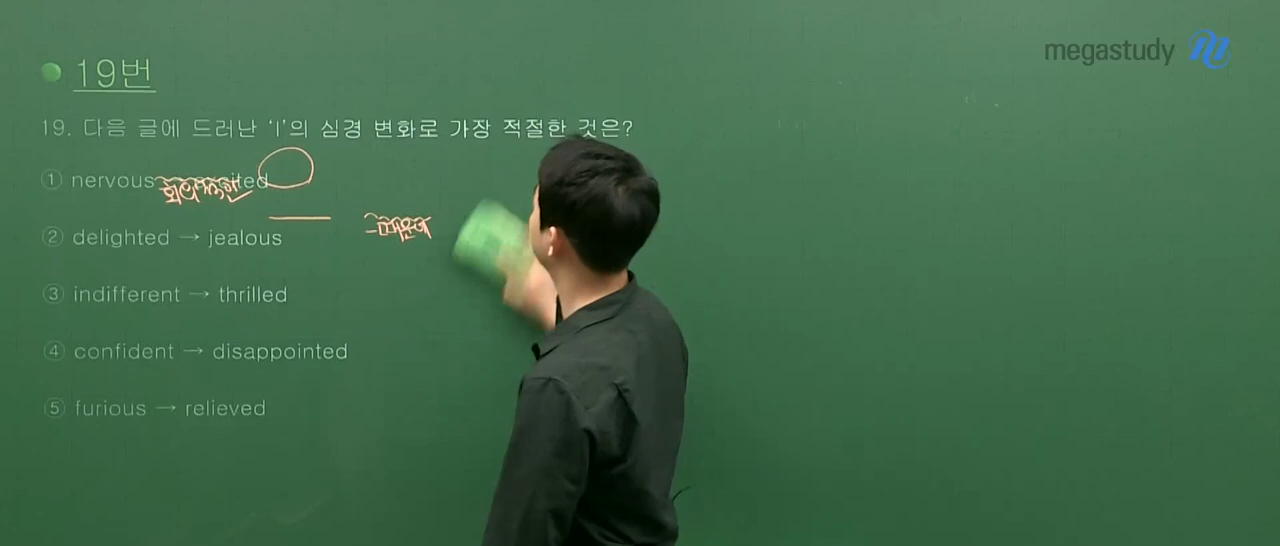 megastudy
19번
19. 다음 글에 드러난 'I'의 심경 변화로 가장 적절한 것은?
① nervous
② delighted → jealous
③ indifferent → thrilled
④ confident → disappointed
⑤ furious → relieved